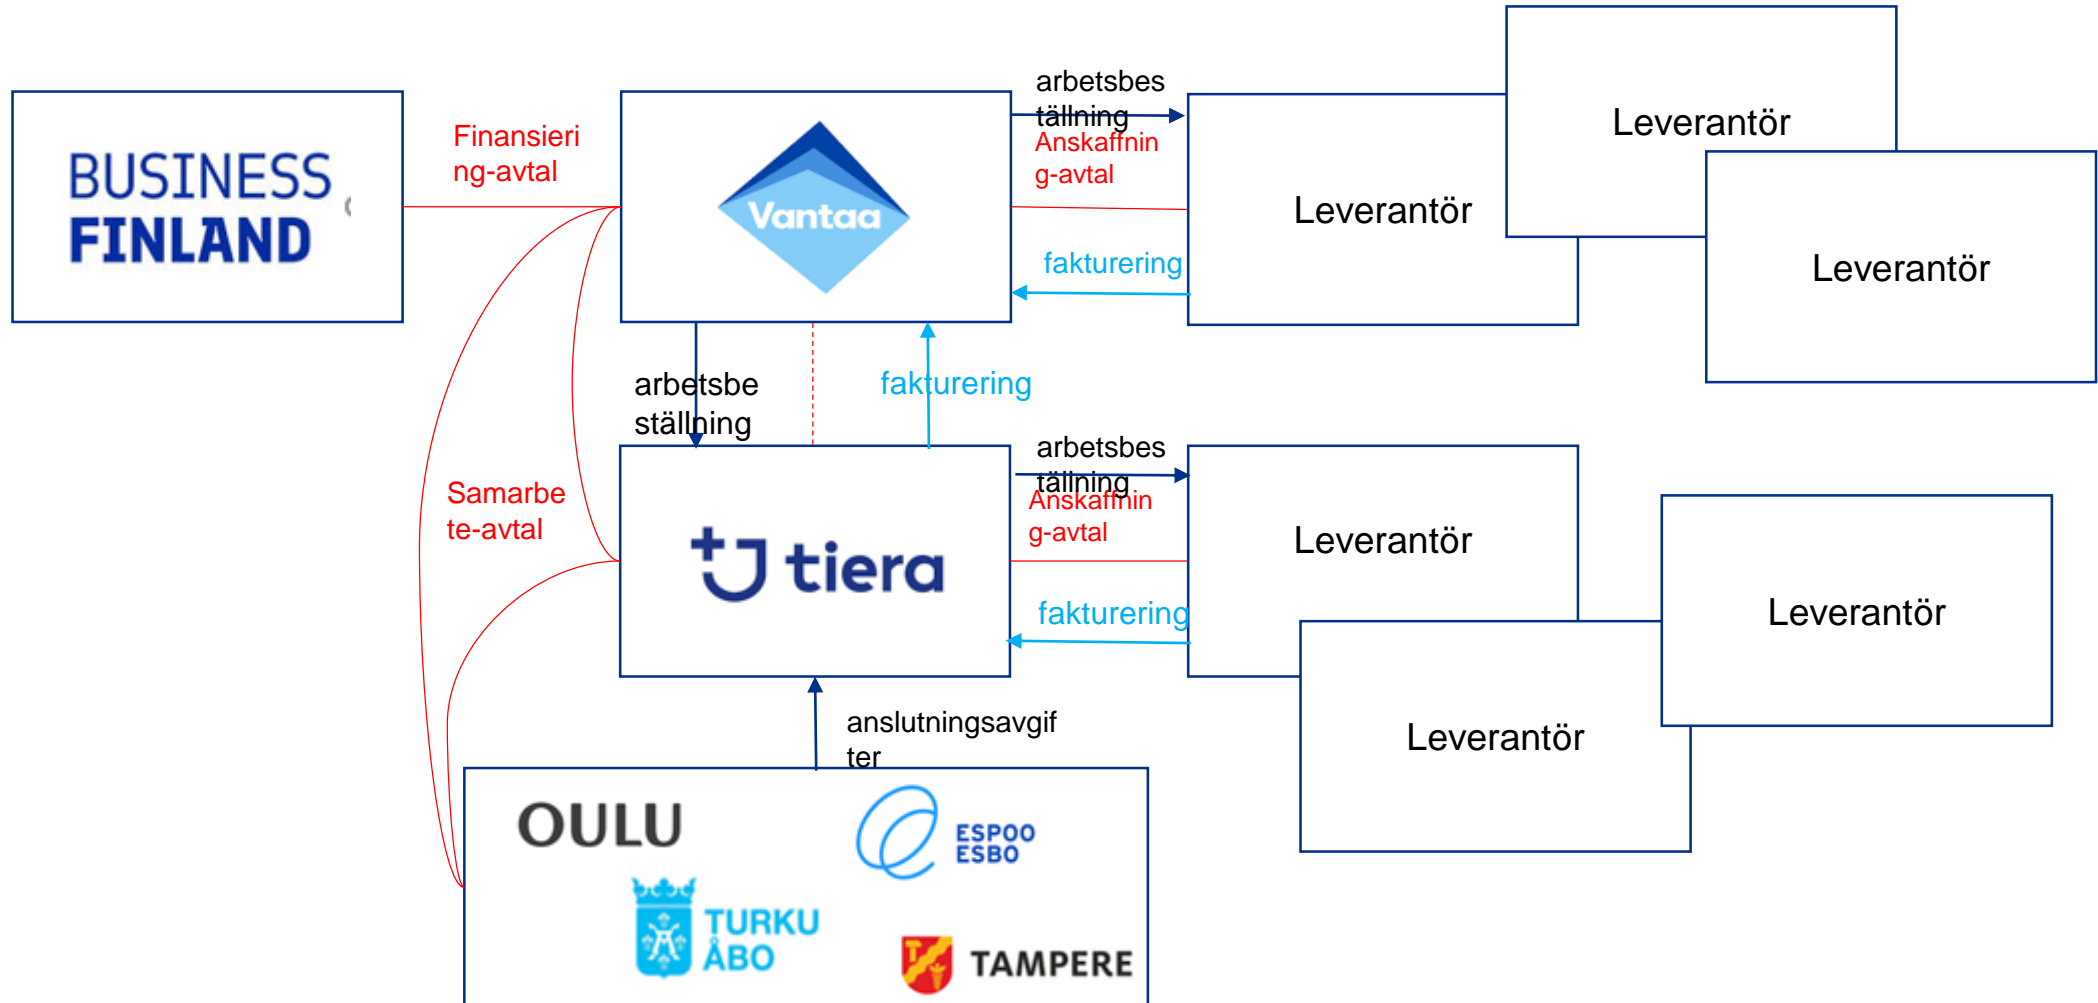 BUSINESS
FINLAND
Finansieri
ng-avtal
Vantaa
arbetsbes
tällning
Anskaffnin
g-avtal
fakturering
Leverantör
Leverantör
Leverantör
arbetsbe
ställning
fakturering
Samarbe
te-avtal
tiera
arbetsbes
tällning
Anskaffnin
g-avtal
fakturering
Leverantör
Leverantör
Leverantör
anslutningsavgif
ter
OULU
ESPOO
ESBO
TURKU
ÅBO
TAMPERE